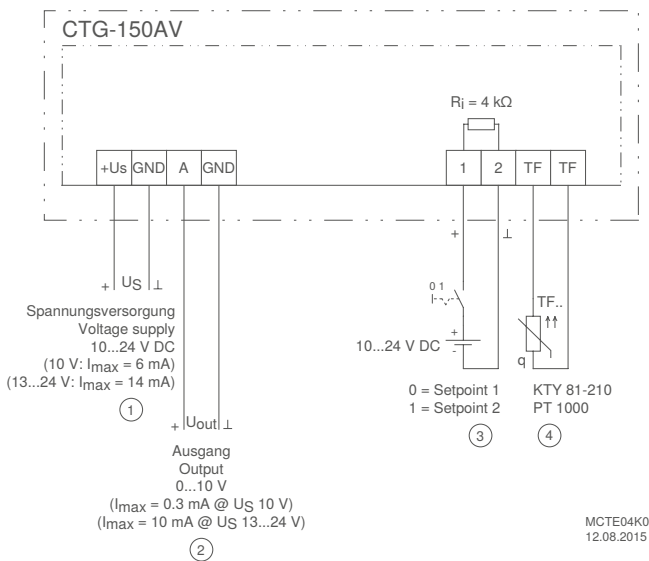 CTG-150AV
Ri = 4 kΩ
+Us GND A GND
1 2 TF TF
+ ⊥
+ US ⊥
Spannungsversorgung
Voltage supply
10...24 V DC
(10 V: Imax = 6 mA)
(13...24 V: Imax = 14 mA)
1
+ Uout ⊥
Ausgang
Output
0...10 V
(Imax = 0.3 mA @ US 10 V)
(Imax = 10 mA @ US 13...24 V)
2
0 1
+
10...24 V DC
-
0 = Setpoint 1
1 = Setpoint 2
3
TF..
q
KTY 81-210
PT 1000
4
MCTE04K0
12.08.2015